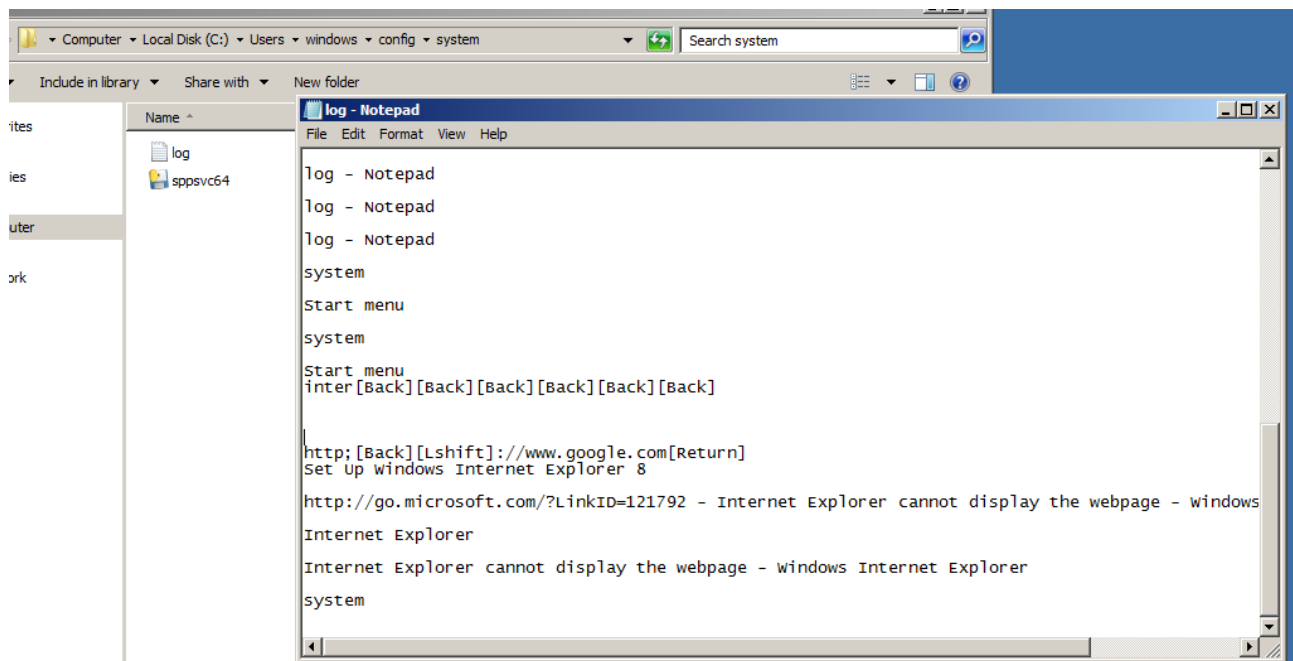 Computer Local Disk (C:) Users windows config system
Search system
Include in library Share with New folder
Name
log
sppsvc64
rites
ies
uter
ork
log - Notepad
File Edit Format View Help
log - Notepad
log - Notepad
log - Notepad
system
Start menu
system
Start menu
inter[Back][Back][Back][Back][Back][Back]
http;[Back][Lshift]://www.google.com[Return]
Set Up Windows Internet Explorer 8
http://go.microsoft.com/?LinkID=121792 - Internet Explorer cannot display the webpage - Windows
Internet Explorer
Internet Explorer cannot display the webpage - Windows Internet Explorer
system